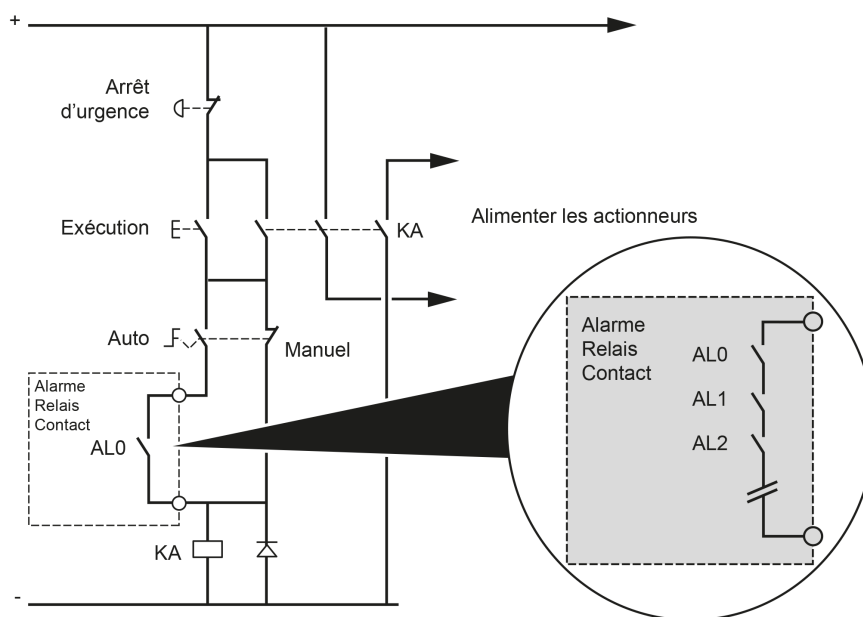 +
Arrêt
d'urgence
Exécution
KA
Alimenter les actionneurs
Auto
Manuel
Alarme
Relais
Contact
AL0
KA
-
Alarme
Relais
Contact
AL0
AL1
AL2